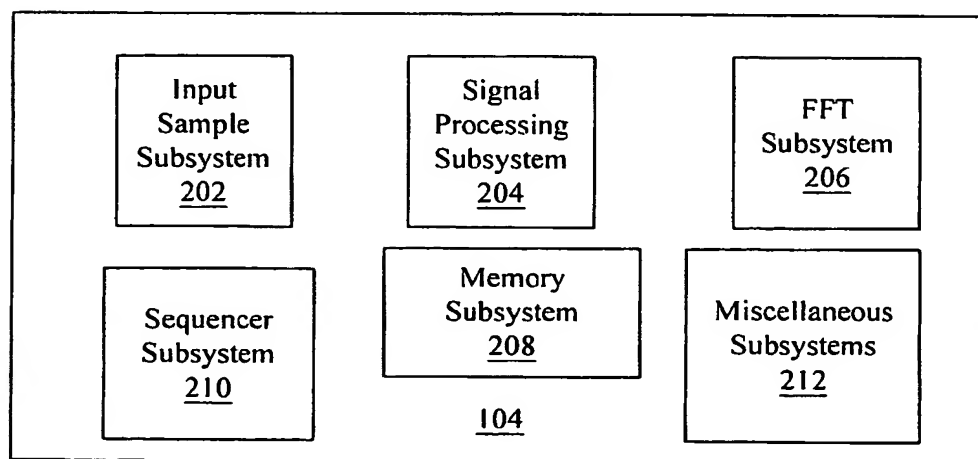 Input
Sample
Subsystem
202
Signal
Processing
Subsystem
204
FFT
Subsystem
206
Sequencer
Subsystem
210
Memory
Subsystem
208
Miscellaneous
Subsystems
212
104